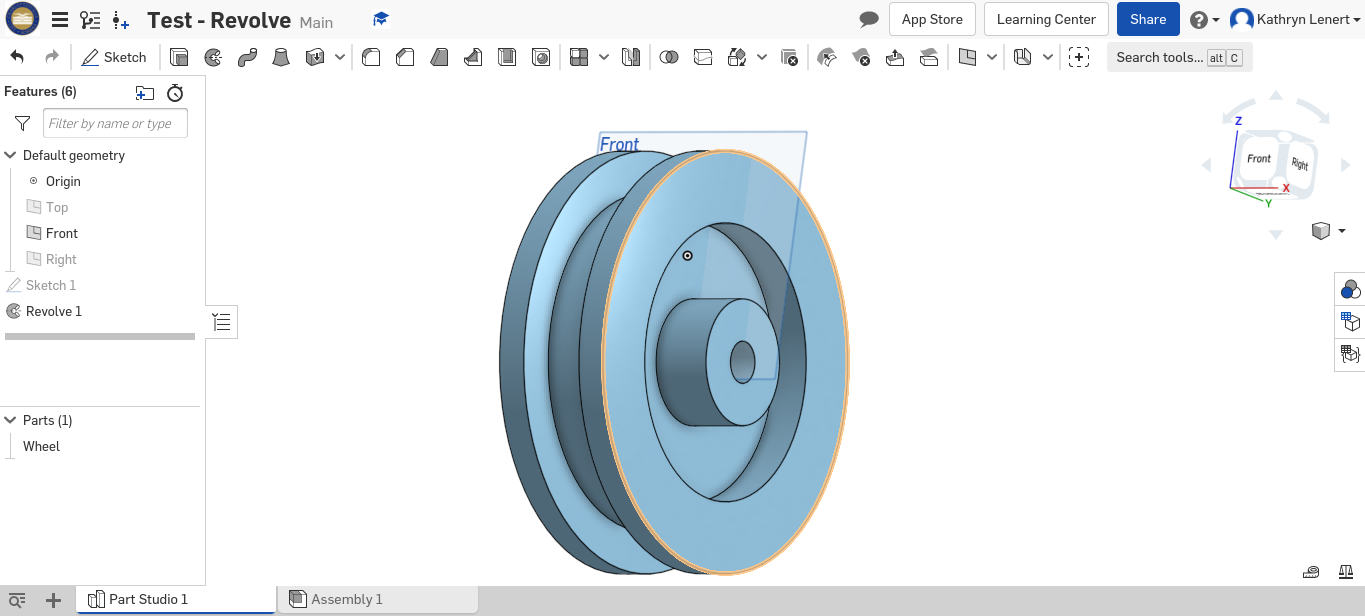 Test - Revolve Main
App Store
Learning Center
Share
Kathryn Lenert
Sketch
Search tools... alt C
Features (6)
Filter by name or type
Default geometry
Origin
Top
Front
Right
Sketch 1
Revolve 1
Parts (1)
Wheel
Front
Z
Front
Right
X
Y
Part Studio 1
Assembly 1